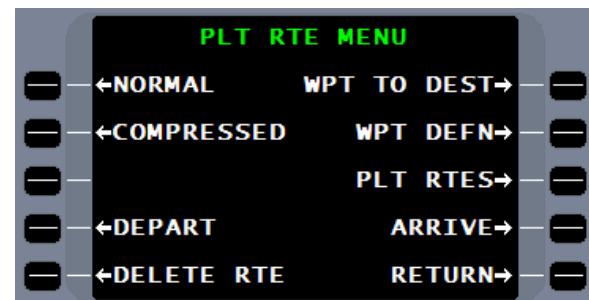 PLT RTE MENU
←NORMAL WPT TO DEST→
←COMPRESSED WPT DEFN→
PLT RTES→
←DEPART ARRIVE→
←DELETE RTE RETURN→